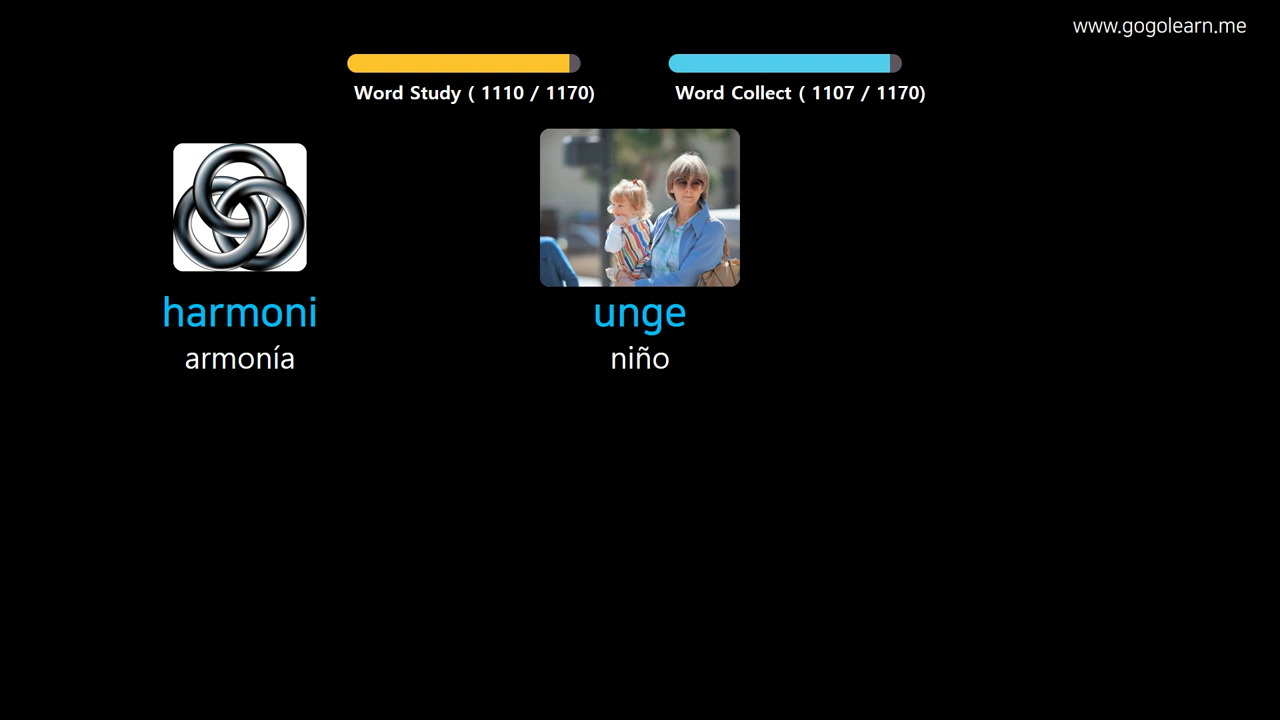 www.gogolearn.me
Word Study ( 1110 / 1170)
Word Collect ( 1107 / 1170)
harmoni
armonía
unge
niño